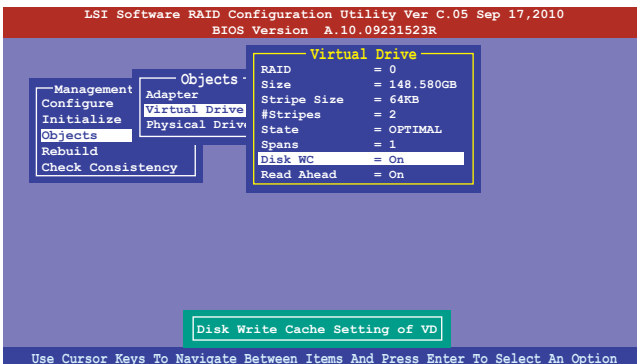 LSI Software RAID Configuration Utility Ver C.05 Sep 17,2010
BIOS Version A.10.09231523R
Management
Configure
Initialize
Objects
Rebuild
Check Consistency
Objects
Adapter
Virtual Drive
Physical Driv
Virtual Drive
RAID = 0
Size = 148.580GB
Stripe Size = 64KB
#Stripes = 2
State = OPTIMAL
Spans = 1
Disk WC = On
Read Ahead = On
Disk Write Cache Setting of VD
Use Cursor Keys To Navigate Between Items And Press Enter To Select An Option